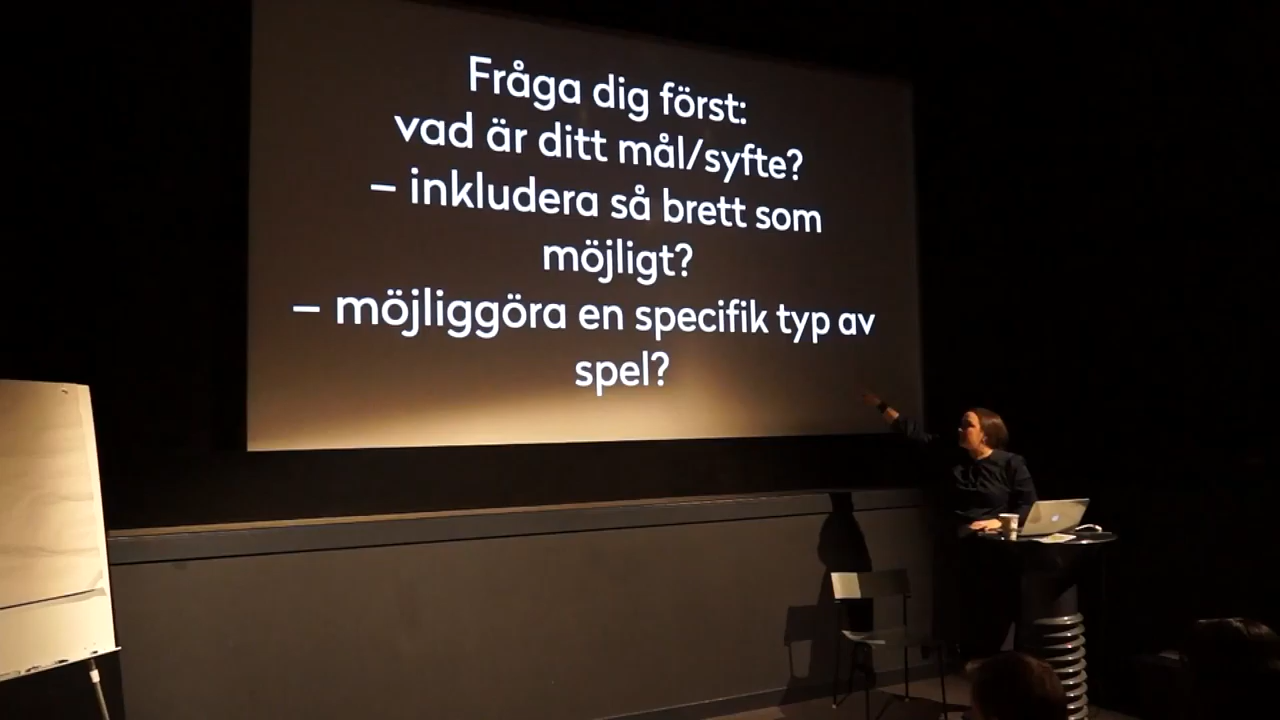 Fråga dig först:
vad är ditt mål/syfte?
– inkludera så brett som
möjligt?
– möjliggöra en specifik typ av
spel?